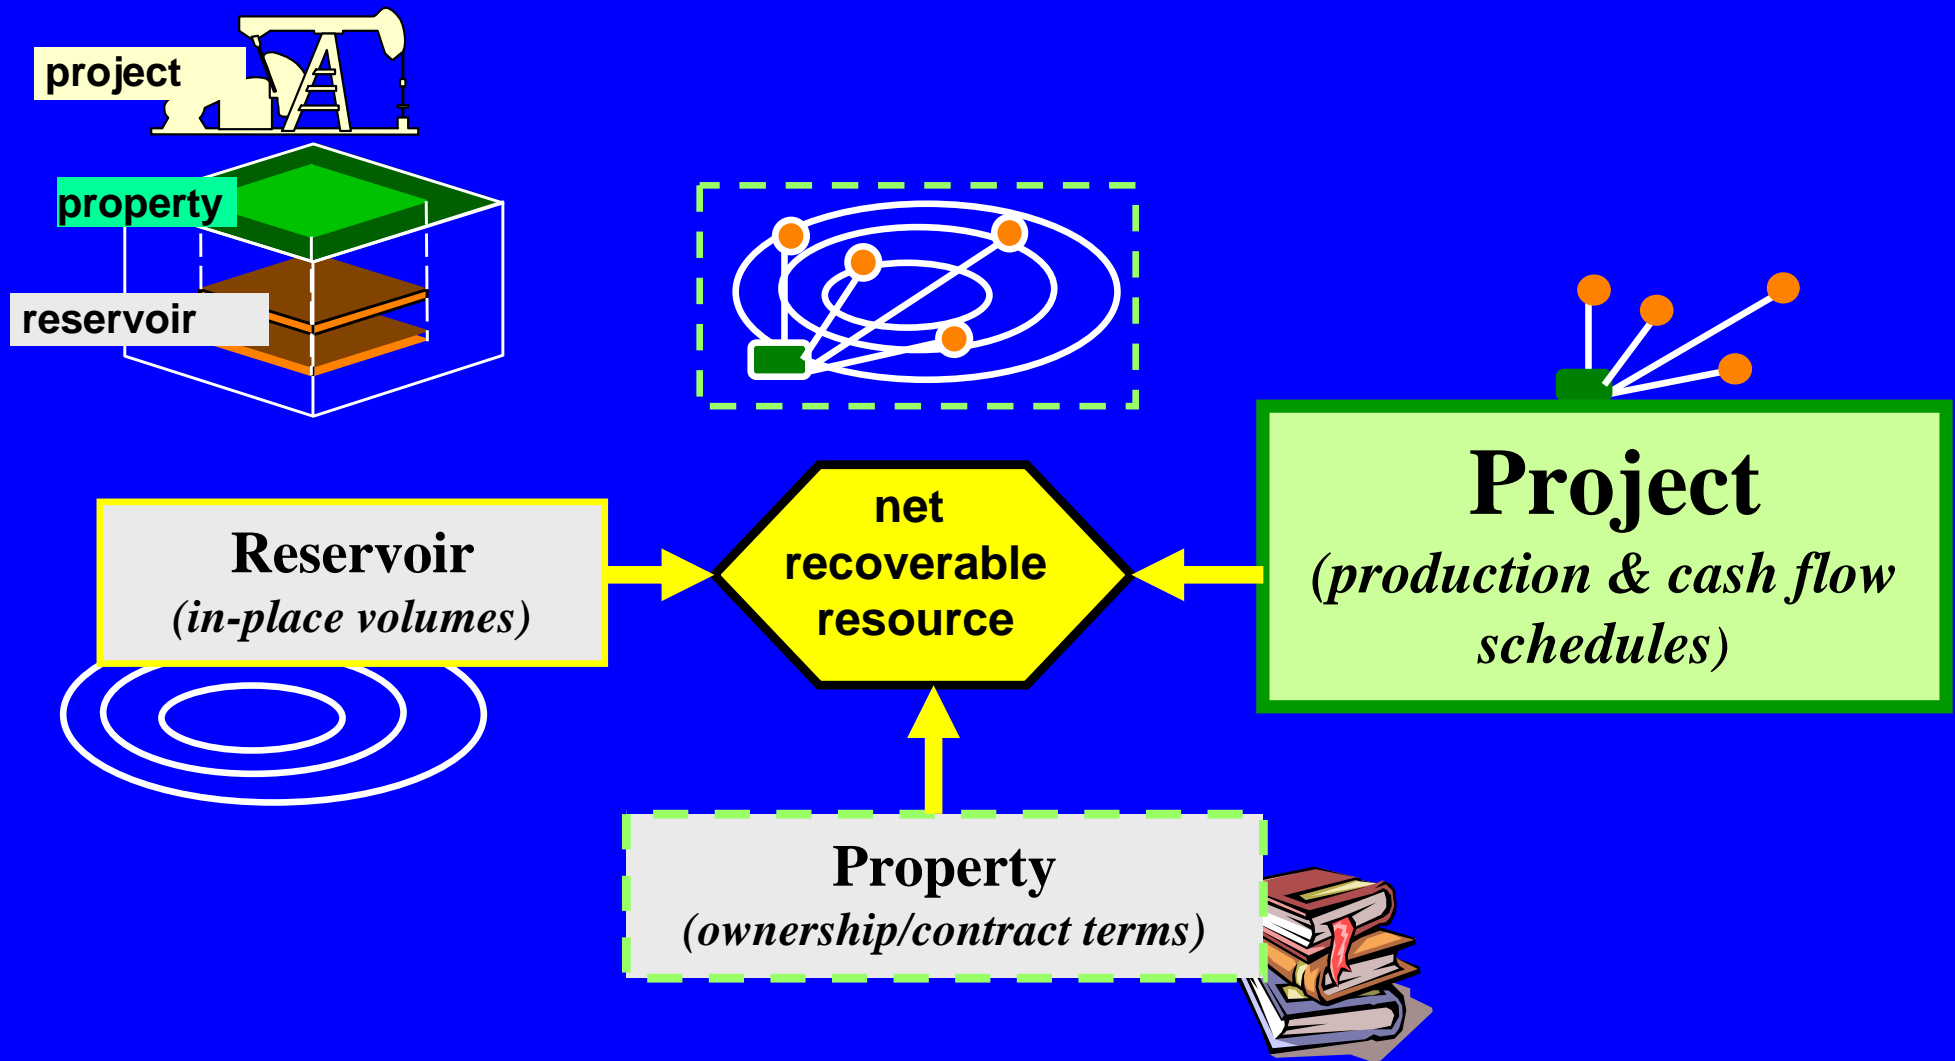 project
property
reservoir
Reservoir
(in-place volumes)
net
recoverable
resource
Project
(production & cash flow
schedules)
Property
(ownership/contract terms)